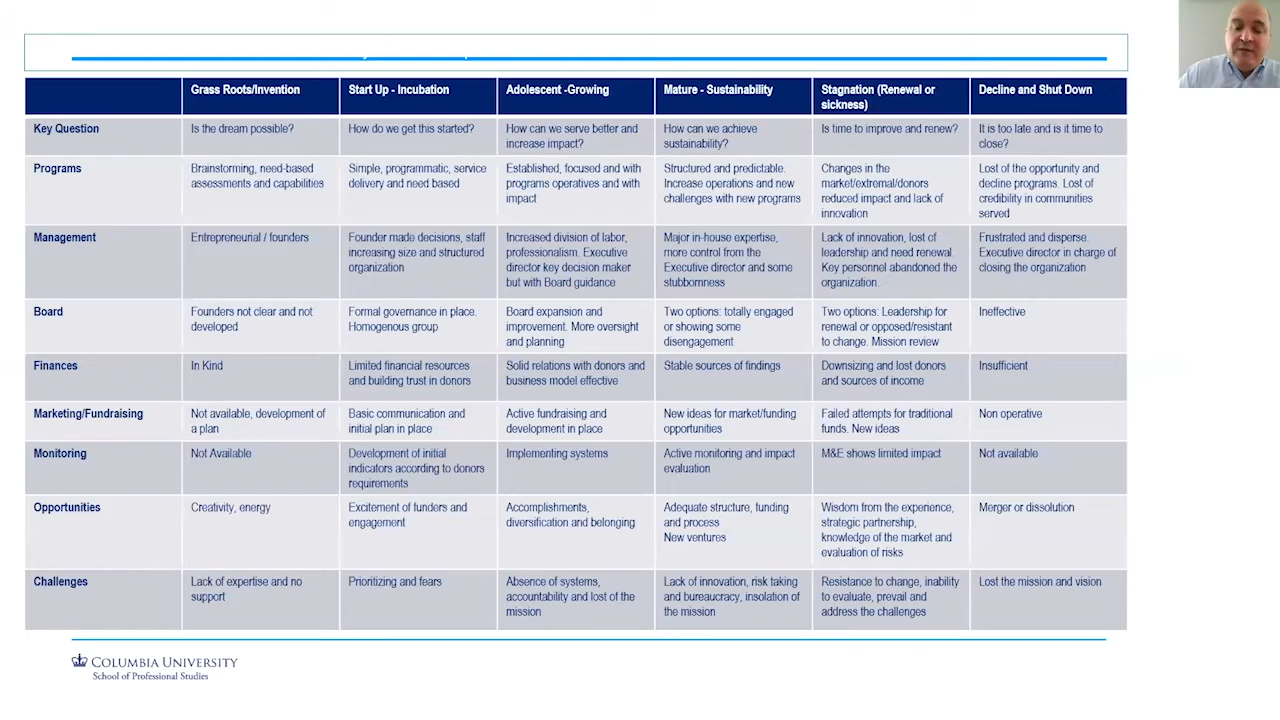 Grass Roots/Invention
Start Up - Incubation
Adolescent -Growing
Mature - Sustainability
Stagnation (Renewal or
sickness)
Decline and Shut Down
Key Question
Is the dream possible?
How do we get this started?
How can we serve better and
increase impact?
How can we achieve
sustainability?
Is time to improve and renew?
It is too late and is it time to
close?
Programs
Brainstorming, need-based
assessments and capabilities
Simple, programmatic, service
delivery and need based
Established, focused and with
programs operatives and with
impact
Structured and predictable.
Increase operations and new
challenges with new programs
Changes in the
market/extremal/donors
reduced impact and lack of
innovation
Lost of the opportunity and
decline programs. Lost of
credibility in communities
served
Management
Entrepreneurial / founders
Founder made decisions, staff
increasing size and structured
organization
Increased division of labor,
professionalism. Executive
director key decision maker
but with Board guidance
Major in-house expertise,
more control from the
Executive director and some
stubbornness
Lack of innovation, lost of
leadership and need renewal.
Key personnel abandoned the
organization.
Frustrated and disperse.
Executive director in charge of
closing the organization
Board
Founders not clear and not
developed
Formal governance in place.
Homogenous group
Board expansion and
improvement. More oversight
and planning
Two options: totally engaged
or showing some
disengagement
Two options: Leadership for
renewal or opposed/resistant
to change. Mission review
Ineffective
Finances
In Kind
Limited financial resources
and building trust in donors
Solid relations with donors and
business model effective
Stable sources of findings
Downsizing and lost donors
and sources of income
Insufficient
Marketing/Fundraising
Not available, development of
a plan
Basic communication and
initial plan in place
Active fundraising and
development in place
New ideas for market/funding
opportunities
Failed attempts for traditional
funds. New ideas
Non operative
Monitoring
Not Available
Development of initial
indicators according to donors
requirements
Implementing systems
Active monitoring and impact
evaluation
M&E shows limited impact
Not available
Opportunities
Creativity, energy
Excitement of funders and
engagement
Accomplishments,
diversification and belonging
Adequate structure, funding
and process
New ventures
Wisdom from the experience,
strategic partnership,
knowledge of the market and
evaluation of risks
Merger or dissolution
Challenges
Lack of expertise and no
support
Prioritizing and fears
Absence of systems,
accountability and lost of the
mission
Lack of innovation, risk taking
and bureaucracy, insolation of
the mission
Resistance to change, inability
to evaluate, prevail and
address the challenges
Lost the mission and vision
COLUMBIA UNIVERSITY
School of Professional Studies